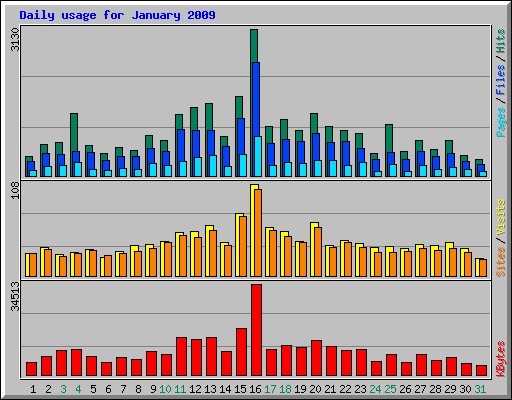 Daily usage for January 2009
3130
Pages / Files / Hits
108
Sites / Visits
34513
KBytes
1 2 3 4 5 6 7 8 9 10 11 12 13 14 15 16 17 18 19 20 21 22 23 24 25 26 27 28 29 30 31